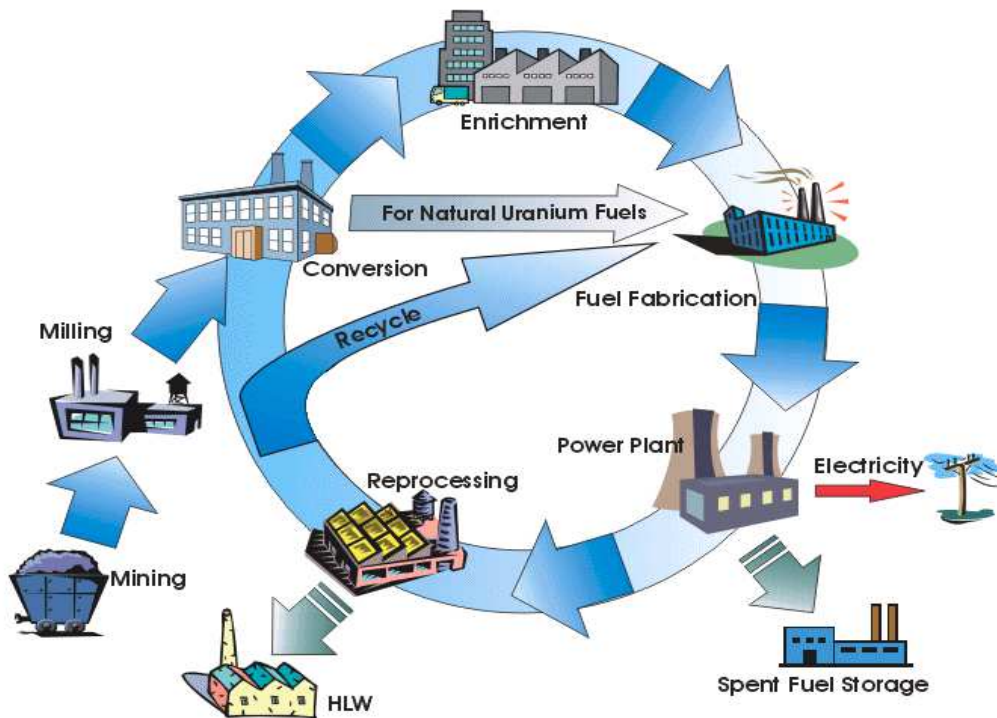 Enrichment
For Natural Uranium Fuels
Conversion
Fuel Fabrication
Recycle
Milling
Power Plant
Electricity
Reprocessing
Mining
Spent Fuel Storage
HLW